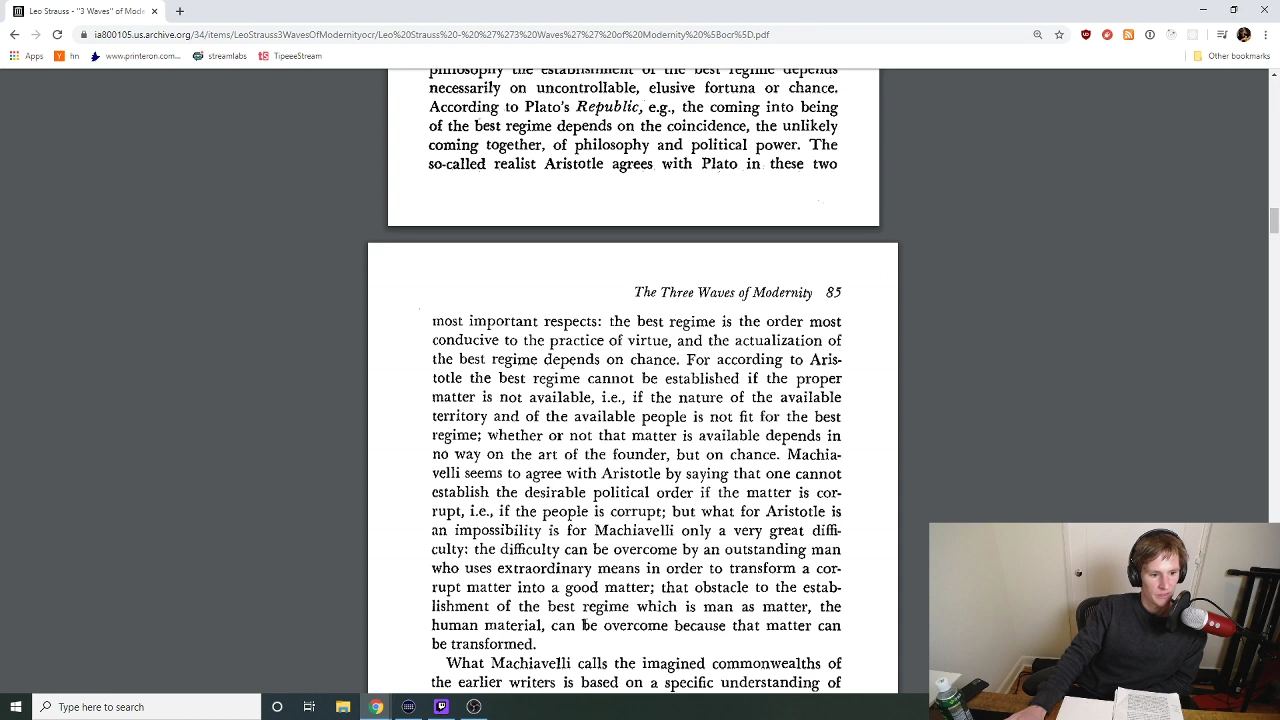 Leo Strauss - "3 Waves" of Mode
ia800105.us.archive.org/34/items/LeoStrauss3WavesOfModernityocr/Leo%20Strauss%20-%20%27%273%20Waves%27%27%20of%20Modernity%20%5Bocr%5D.pdf
Apps hn www.printeron.com... streamlabs TipeeeStream Other bookmarks
philosophy the establishment of the best regime depends
necessarily on uncontrollable, elusive fortuna or chance.
According to Plato's Republic, e.g., the coming into being
of the best regime depends on the coincidence, the unlikely
coming together, of philosophy and political power. The
so-called realist Aristotle agrees with Plato in these two
The Three Waves of Modernity 85
most important respects: the best regime is the order most
conducive to the practice of virtue, and the actualization of
the best regime depends on chance. For according to Aris-
totle the best regime cannot be established if the proper
matter is not available, i.e., if the nature of the available
territory and of the available people is not fit for the best
regime; whether or not that matter is available depends in
no way on the art of the founder, but on chance. Machia-
velli seems to agree with Aristotle by saying that one cannot
establish the desirable political order if the matter is cor-
rupt, i.e., if the people is corrupt; but what for Aristotle is
an impossibility is for Machiavelli only a very great diffi-
culty: the difficulty can be overcome by an outstanding man
who uses extraordinary means in order to transform a cor-
rupt matter into a good matter; that obstacle to the estab-
lishment of the best regime which is man as matter, the
human material, can be overcome because that matter can
be transformed.
What Machiavelli calls the imagined commonwealths of
the earlier writers is based on a specific understanding of
Type here to search